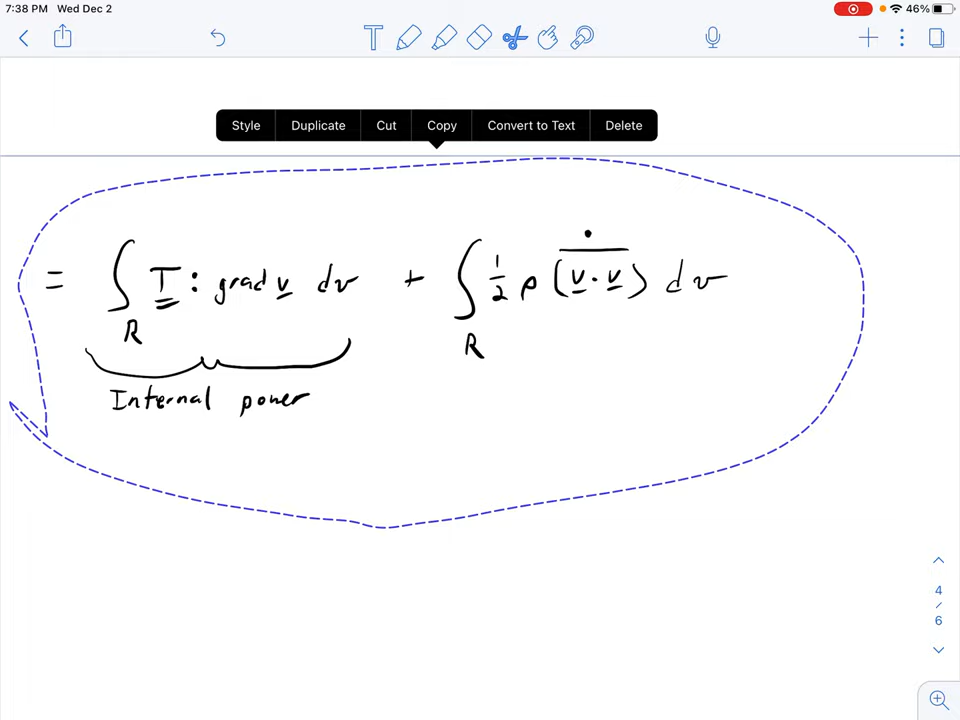 7:38 PM Wed Dec 2 46%
Style Duplicate Cut Copy Convert to Text Delete
= ∫_R T̳ : grad v̲ dv + ∫_R ½ ρ (v̲ · v̲)˙ dv
Internal power
4
/
6